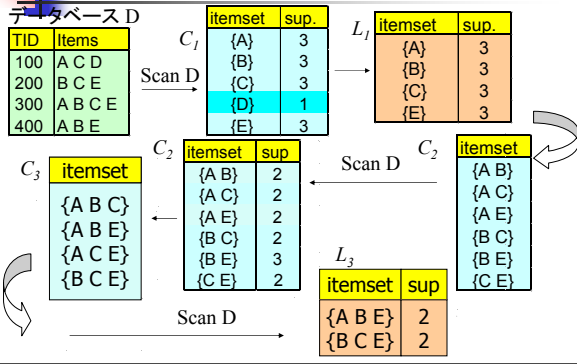 データベース D
TID Items
100 A C D
200 B C E
300 A B C E
400 A B E
Scan D
C1
itemset sup.
{A} 3
{B} 3
{C} 3
{D} 1
{E} 3
L1
itemset sup.
{A} 3
{B} 3
{C} 3
{E} 3
C2
itemset
{A B}
{A C}
{A E}
{B C}
{B E}
{C E}
Scan D
C2
itemset sup
{A B} 2
{A C} 2
{A E} 2
{B C} 2
{B E} 3
{C E} 2
C3
itemset
{A B C}
{A B E}
{A C E}
{B C E}
Scan D
L3
itemset sup
{A B E} 2
{B C E} 2